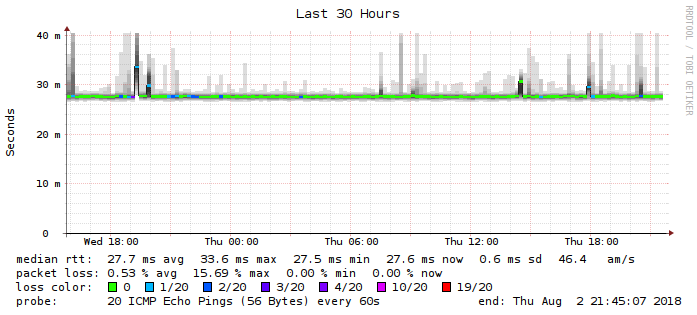 Last 30 Hours
RRDTOOL / TOBI OETIKER
Seconds
40 m
30 m
20 m
10 m
0
Wed 18:00 Thu 00:00 Thu 06:00 Thu 12:00 Thu 18:00
median rtt: 27.7 ms avg 33.6 ms max 27.5 ms min 27.6 ms now 0.6 ms sd 46.4 am/s
packet loss: 0.53 % avg 15.69 % max 0.00 % min 0.00 % now
loss color: 0 1/20 2/20 3/20 4/20 10/20 19/20
probe: 20 ICMP Echo Pings (56 Bytes) every 60s end: Thu Aug 2 21:45:07 2018